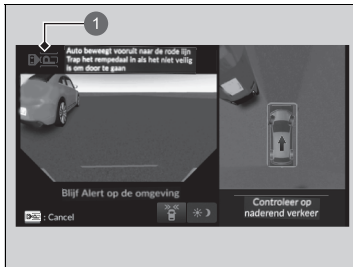 1
Auto beweegt vooruit naar de rode lijn
Trap het rempedaal in als het niet veilig
is om door te gaan
Blijf Alert op de omgeving
: Cancel
Controleer op
naderend verkeer